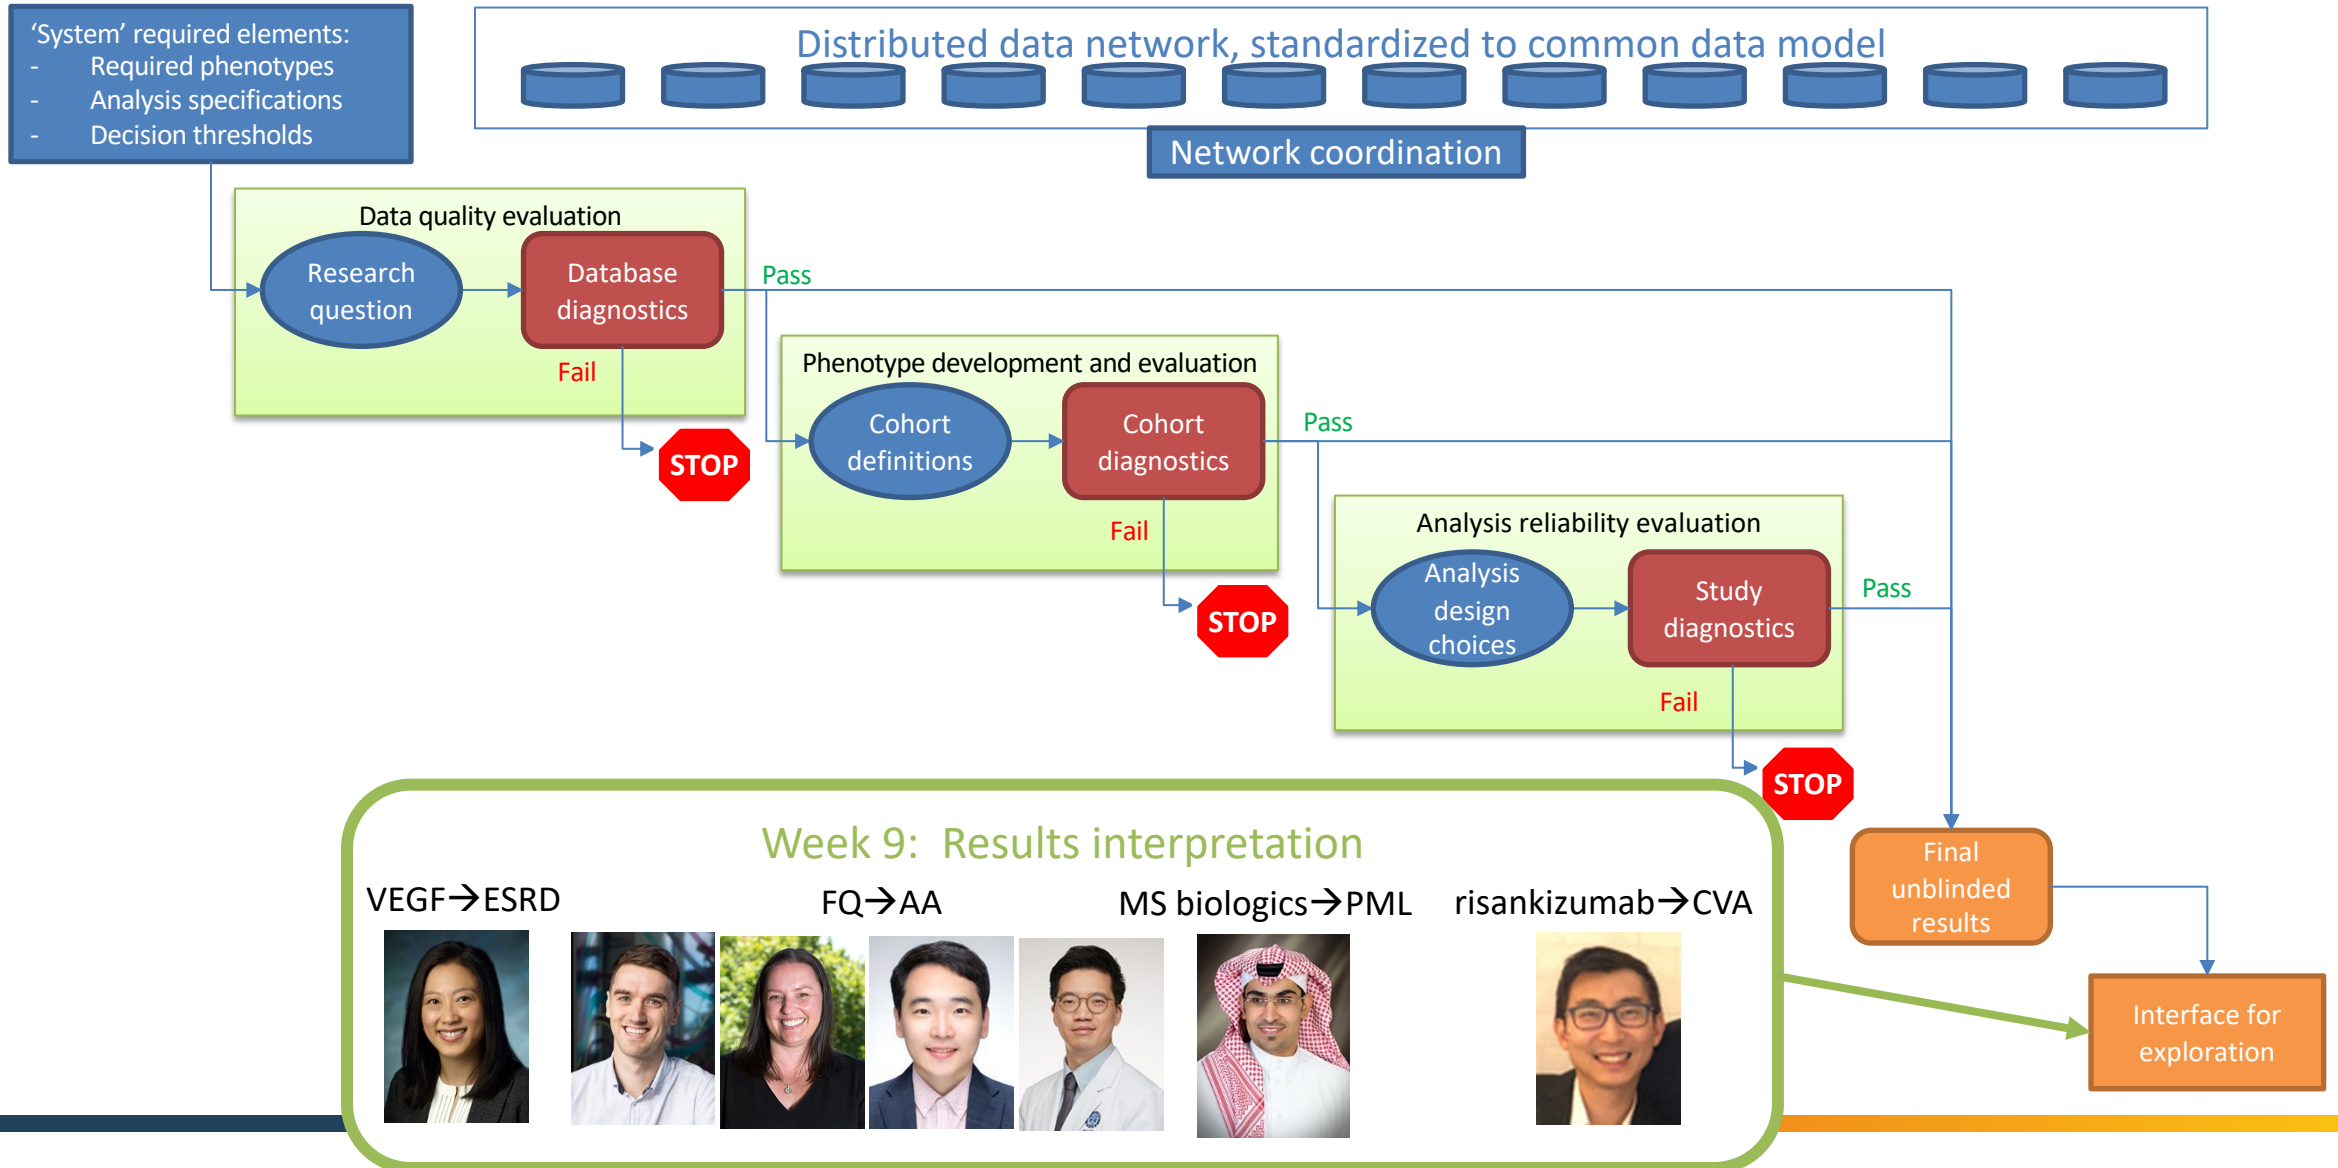 ‘System’ required elements:
- Required phenotypes
- Analysis specifications
- Decision thresholds
Distributed data network, standardized to common data model
Network coordination
Data quality evaluation
Research
question
Database
diagnostics
Pass
Fail
STOP
Phenotype development and evaluation
Cohort
definitions
Cohort
diagnostics
Pass
Fail
STOP
Analysis reliability evaluation
Analysis
design
choices
Study
diagnostics
Pass
Fail
STOP
Final
unblinded
results
Interface for
exploration
Week 9: Results interpretation
VEGF→ESRD
FQ→AA
MS biologics→PML
risankizumab→CVA